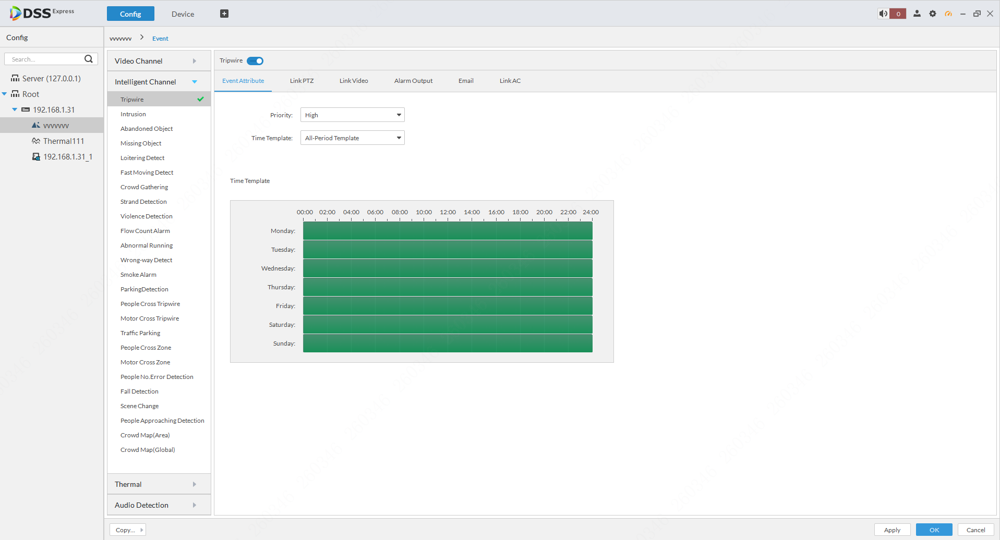 DSS Express
Config
Device
0
Config
vvvvvvv
Event
Search...
Server (127.0.0.1)
Root
192.168.1.31
vvvvvvv
Thermal111
192.168.1.31_1
Video Channel
Intelligent Channel
Tripwire
Intrusion
Abandoned Object
Missing Object
Loitering Detect
Fast Moving Detect
Crowd Gathering
Strand Detection
Violence Detection
Flow Count Alarm
Abnormal Running
Wrong-way Detect
Smoke Alarm
ParkingDetection
People Cross Tripwire
Motor Cross Tripwire
Traffic Parking
People Cross Zone
Motor Cross Zone
People No.Error Detection
Fall Detection
Scene Change
People Approaching Detection
Crowd Map(Area)
Crowd Map(Global)
Thermal
Audio Detection
Tripwire
Event Attribute
Link PTZ
Link Video
Alarm Output
Email
Link AC
Priority: High
Time Template: All-Period Template
Time Template
00:00 02:00 04:00 06:00 08:00 10:00 12:00 14:00 16:00 18:00 20:00 22:00 24:00
Monday:
Tuesday:
Wednesday:
Thursday:
Friday:
Saturday:
Sunday:
Copy...
Apply
OK
Cancel